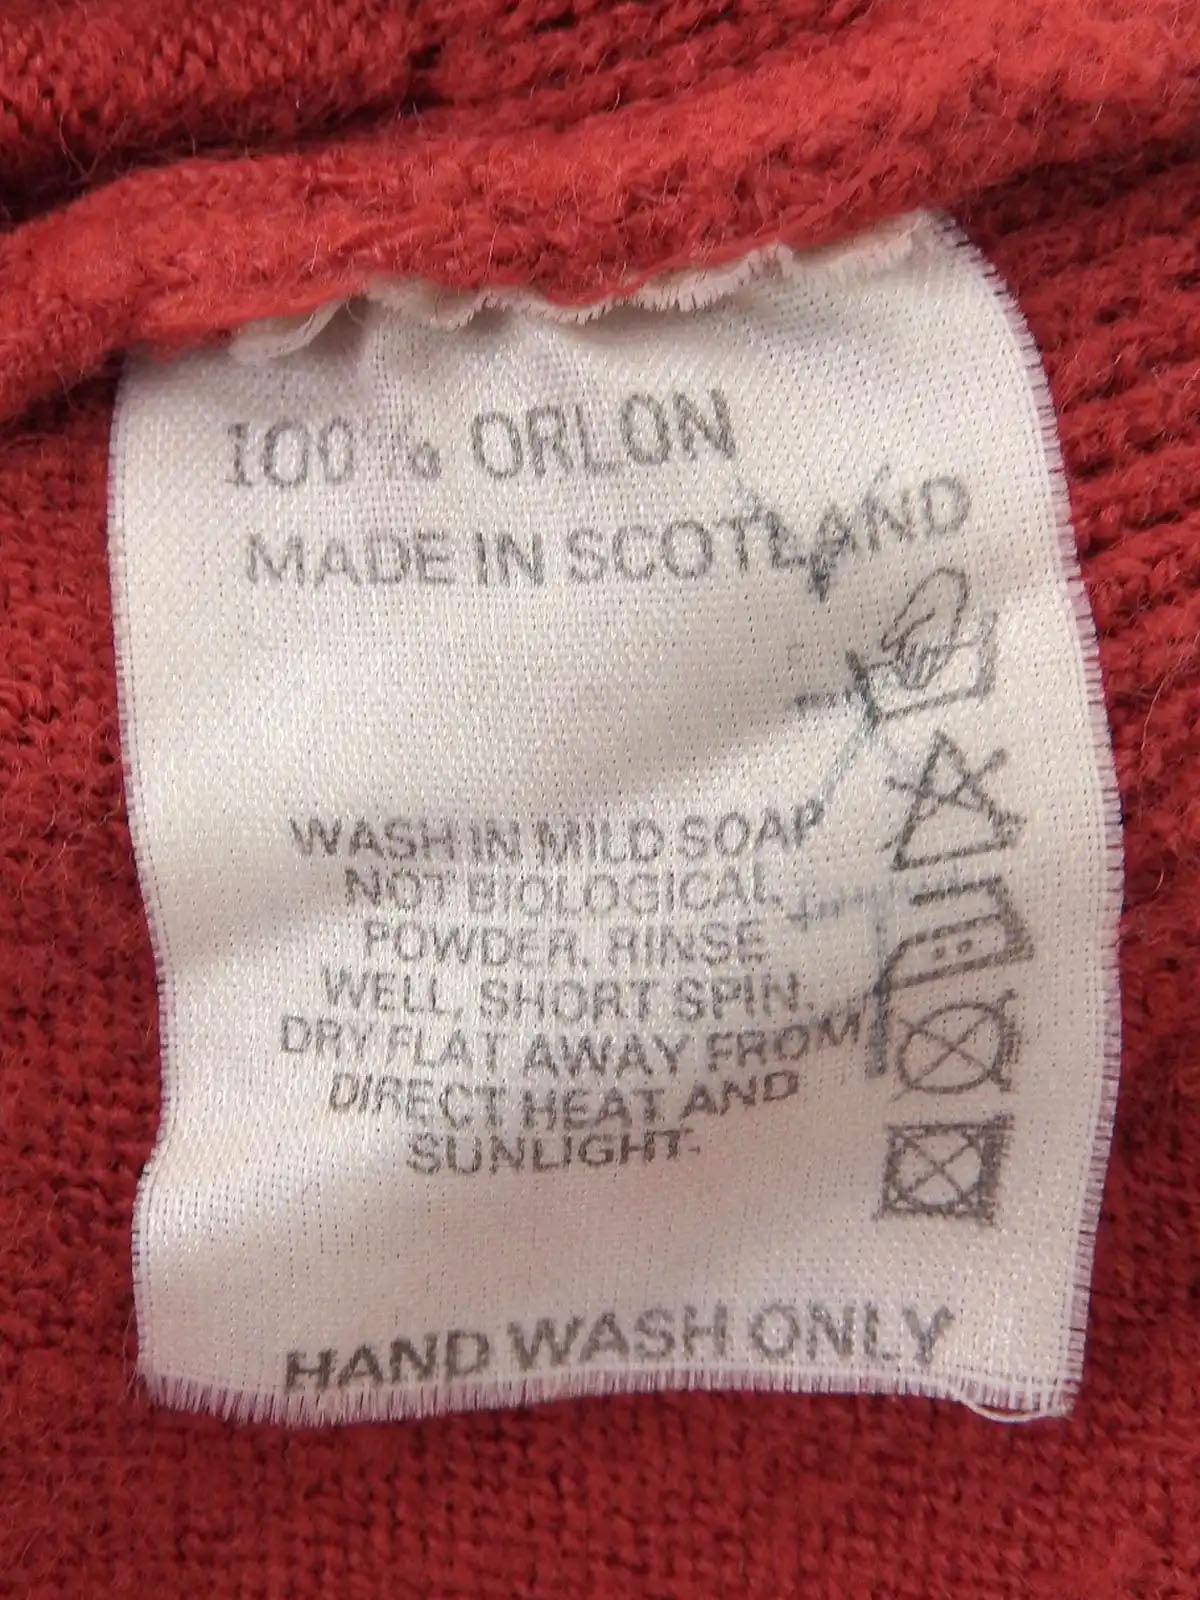 100% ORLON
MADE IN SCOTLAND
WASH IN MILD SOAP
NOT BIOLOGICAL
POWDER. RINSE
WELL, SHORT SPIN.
DRY FLAT AWAY FROM
DIRECT HEAT AND
SUNLIGHT.
HAND WASH ONLY